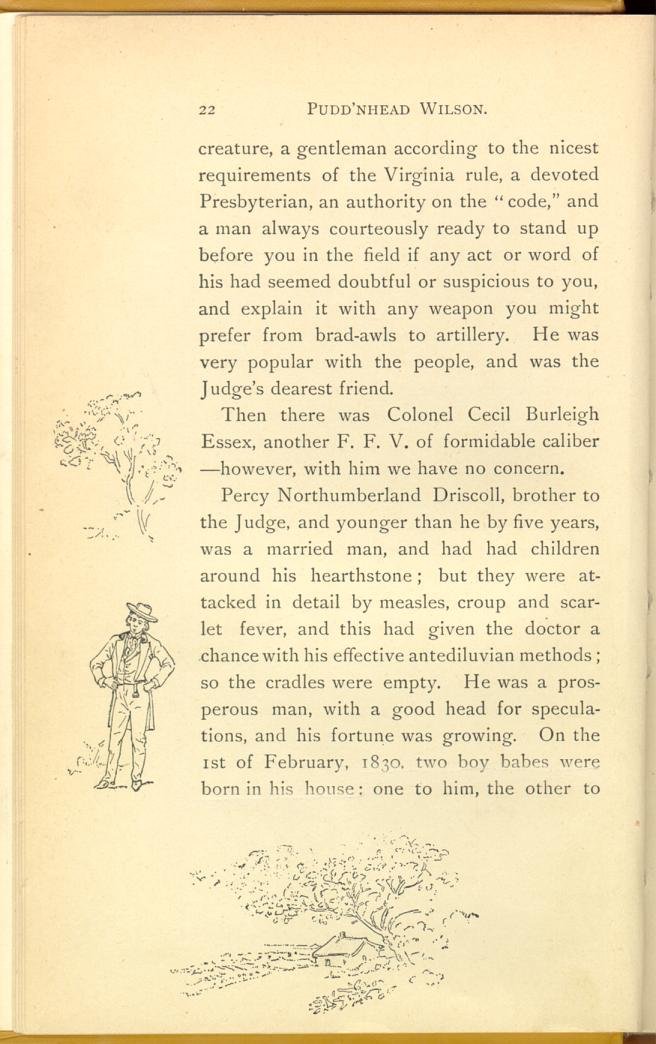 22 PUDD'NHEAD WILSON.
creature, a gentleman according to the nicest
requirements of the Virginia rule, a devoted
Presbyterian, an authority on the “ code,” and
a man always courteously ready to stand up
before you in the field if any act or word of
his had seemed doubtful or suspicious to you,
and explain it with any weapon you might
prefer from brad-awls to artillery. He was
very popular with the people, and was the
Judge's dearest friend.
Then there was Colonel Cecil Burleigh
Essex, another F. F. V. of formidable caliber
—however, with him we have no concern.
Percy Northumberland Driscoll, brother to
the Judge, and younger than he by five years,
was a married man, and had had children
around his hearthstone ; but they were at-
tacked in detail by measles, croup and scar-
let fever, and this had given the doctor a
chance with his effective antediluvian methods ;
so the cradles were empty. He was a pros-
perous man, with a good head for specula-
tions, and his fortune was growing. On the
1st of February, 1830, two boy babes were
born in his house : one to him, the other to